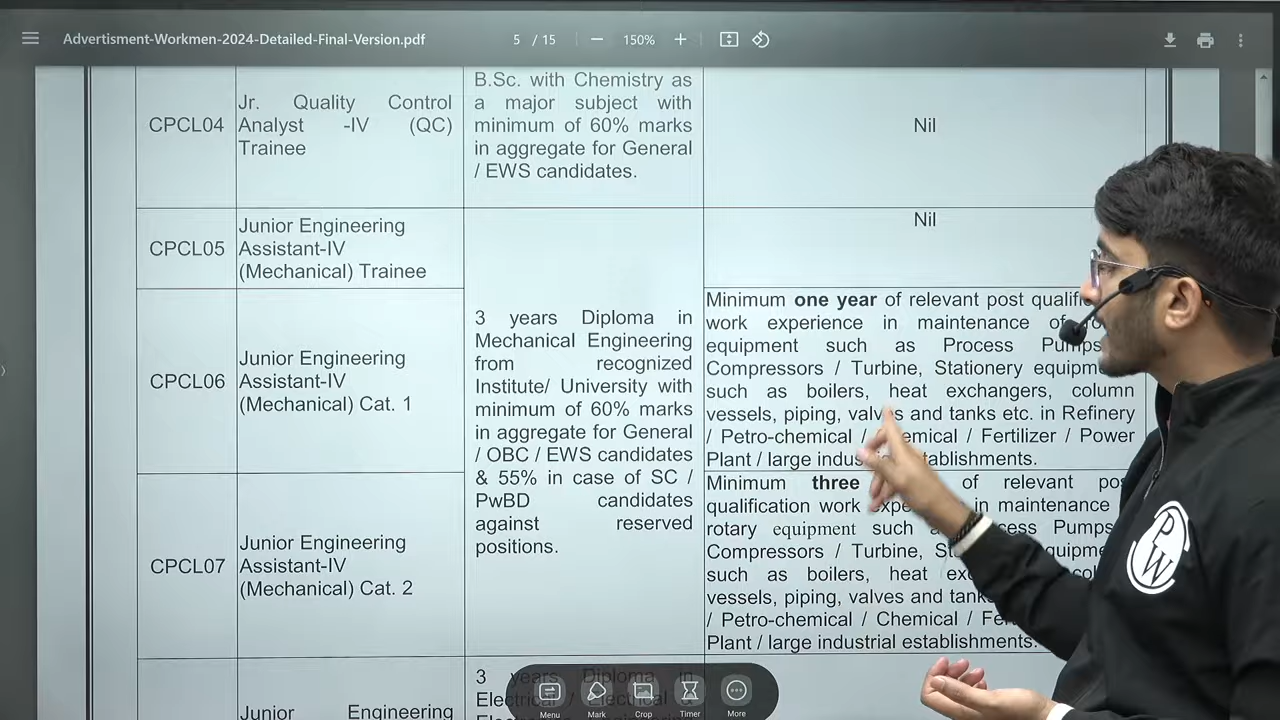 Advertisment-Workmen-2024-Detailed-Final-Version.pdf
5 / 15
150%
CPCL04
Jr. Quality Control
Analyst -IV (QC)
Trainee
B.Sc. with Chemistry as
a major subject with
minimum of 60% marks
in aggregate for General
/ EWS candidates.
Nil
CPCL05
Junior Engineering
Assistant-IV
(Mechanical) Trainee
Nil
3 years Diploma in
Mechanical Engineering
from recognized
Institute/ University with
minimum of 60% marks
in aggregate for General
/ OBC / EWS candidates
& 55% in case of SC /
PwBD candidates
against reserved
positions.
CPCL06
Junior Engineering
Assistant-IV
(Mechanical) Cat. 1
Minimum one year of relevant post
work experience in maintenance
equipment such as Process Pumps
Compressors / Turbine, Stationery
such as boilers, heat exchangers, column
vessels, piping, valves and tanks etc. in Refinery
/ Petro-chemical / / Fertilizer / Power
Plant / large establishments.
CPCL07
Junior Engineering
Assistant-IV
(Mechanical) Cat. 2
Minimum three of relevant
qualification work in maintenance
rotary equipment such Pumps
Compressors / Turbine,
such as boilers, heat
vessels, piping, valves and
/ Petro-chemical / Chemical /
Plant / large industrial establishments.
3 years Diploma in
Electrical / Electrical
Junior Engineering
Menu
Mark
Crop
Timer
More
PW